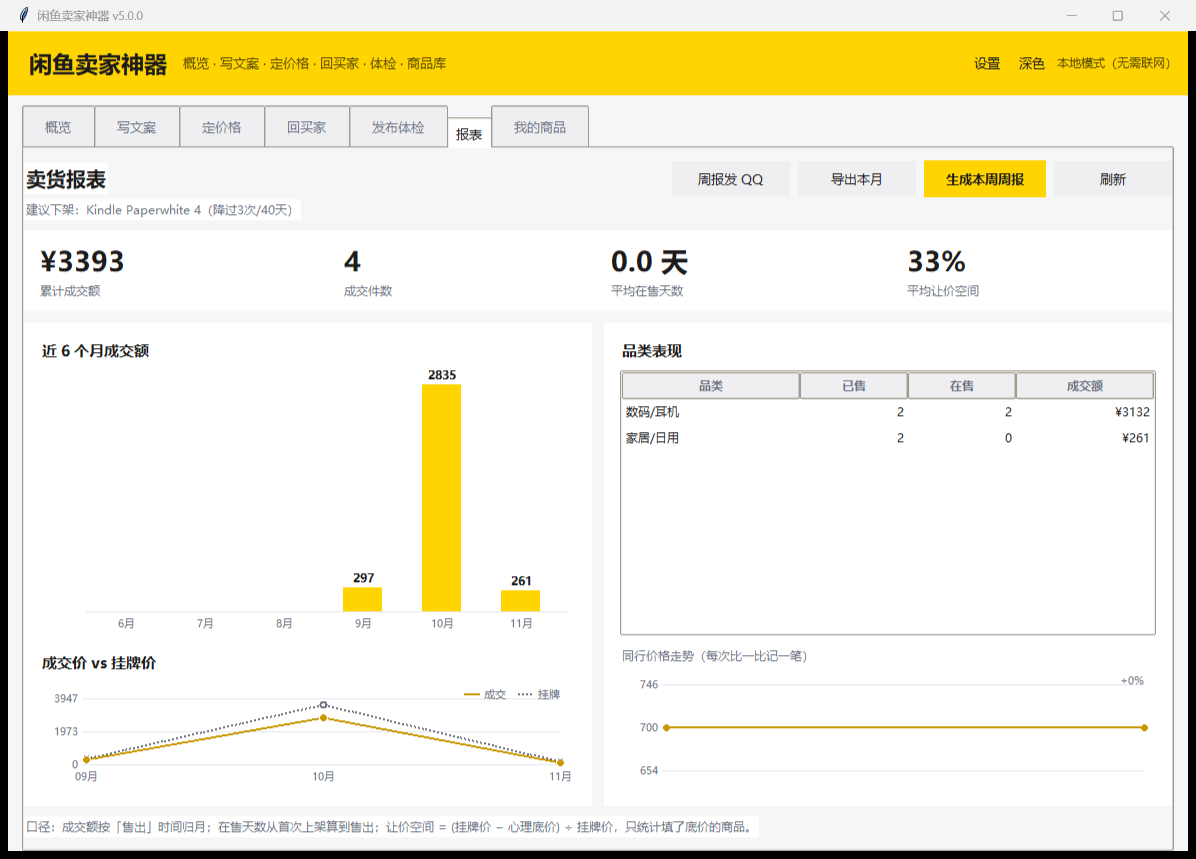 闲鱼卖家神器 v5.0.0
闲鱼卖家神器 概览 · 写文案 · 定价格 · 回买家 · 体检 · 商品库 设置 深色 本地模式（无需联网）
概览 写文案 定价格 回买家 发布体检 报表 我的商品
卖货报表 周报发 QQ 导出本月 生成本周周报 刷新
建议下架：Kindle Paperwhite 4（降过3次/40天）
¥3393 4 0.0 天 33%
累计成交额 成交件数 平均在售天数 平均让价空间
近 6 个月成交额
2835
297
261
6月 7月 8月 9月 10月 11月
成交价 vs 挂牌价
成交 挂牌
3947
1973
0
09月 10月 11月
品类表现
品类 已售 在售 成交额
数码/耳机 2 2 ¥3132
家居/日用 2 0 ¥261
同行价格走势（每次比一比记一笔）
+0%
746
700
654
口径：成交额按「售出」时间归月；在售天数从首次上架算到售出；让价空间 = (挂牌价 − 心理底价) ÷ 挂牌价，只统计填了底价的商品。